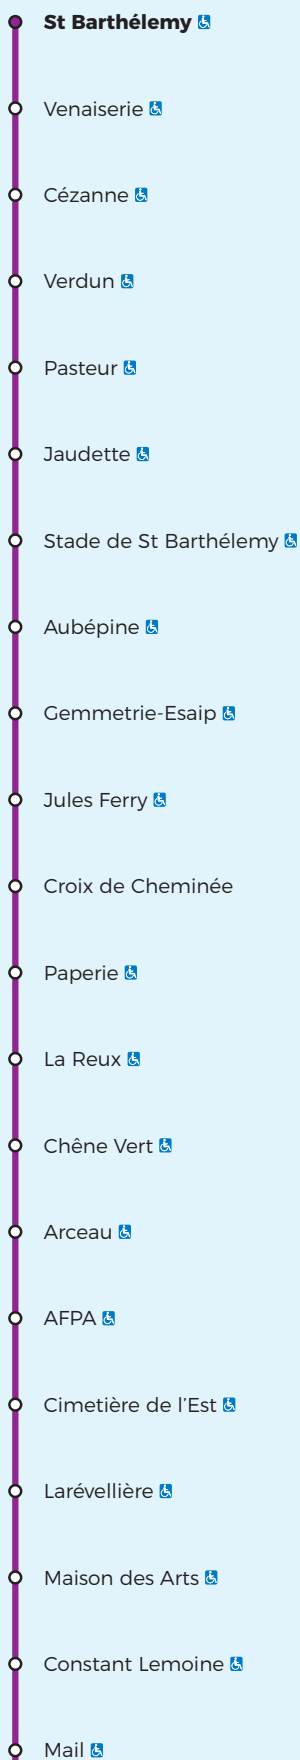 St Barthélemy
Venaiserie
Cézanne
Verdun
Pasteur
Jaudette
Stade de St Barthélemy
Aubépine
Gemmetrie-Esaip
Jules Ferry
Croix de Cheminée
Paperie
La Reux
Chêne Vert
Arceau
AFPA
Cimetière de l'Est
Larévellière
Maison des Arts
Constant Lemoine
Mail